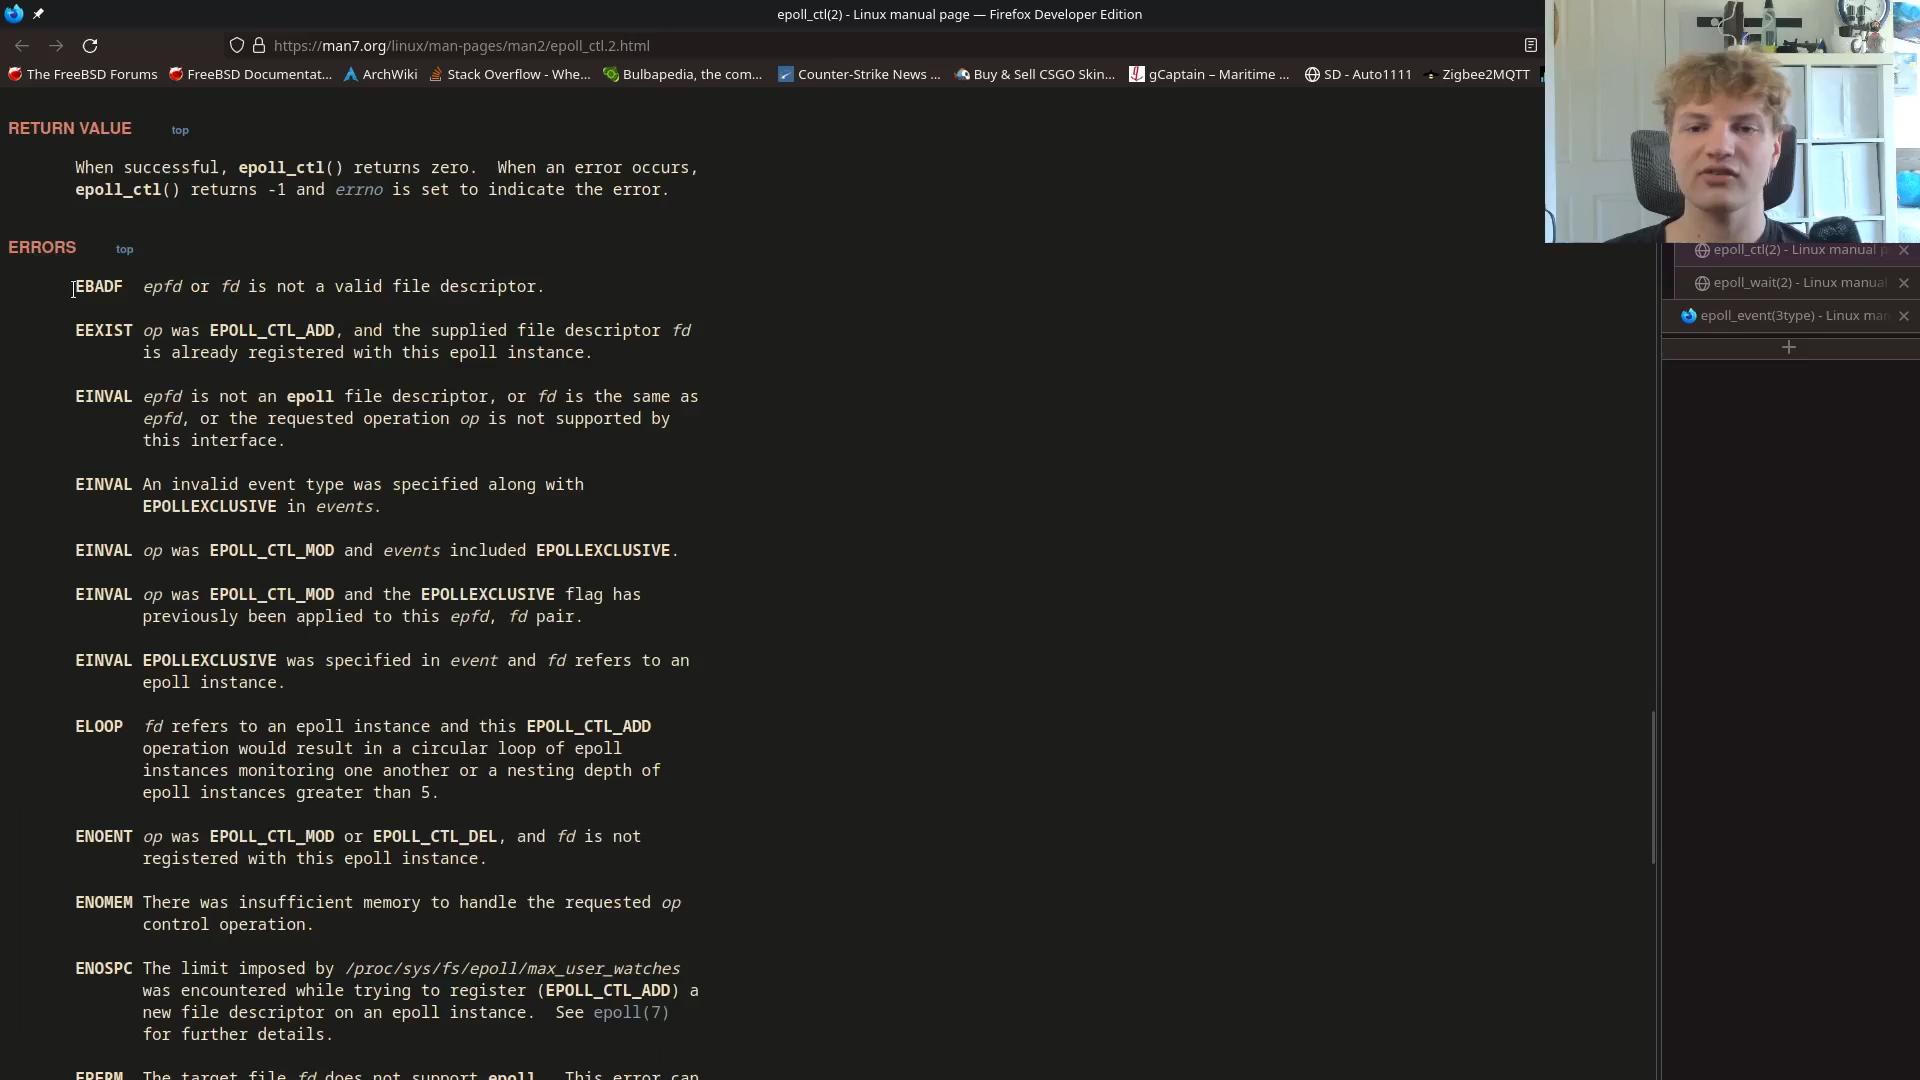 epoll_ctl(2) - Linux manual page — Firefox Developer Edition
https://man7.org/linux/man-pages/man2/epoll_ctl.2.html
The FreeBSD Forums FreeBSD Documentat... ArchWiki Stack Overflow - Whe... Bulbapedia, the com... Counter-Strike News ... Buy & Sell CSGO Skin... gCaptain – Maritime ... SD - Auto1111 Zigbee2MQTT
RETURN VALUE top
When successful, epoll_ctl() returns zero. When an error occurs,
epoll_ctl() returns -1 and errno is set to indicate the error.
ERRORS top
EBADF epfd or fd is not a valid file descriptor.
EEXIST op was EPOLL_CTL_ADD, and the supplied file descriptor fd
is already registered with this epoll instance.
EINVAL epfd is not an epoll file descriptor, or fd is the same as
epfd, or the requested operation op is not supported by
this interface.
EINVAL An invalid event type was specified along with
EPOLLEXCLUSIVE in events.
EINVAL op was EPOLL_CTL_MOD and events included EPOLLEXCLUSIVE.
EINVAL op was EPOLL_CTL_MOD and the EPOLLEXCLUSIVE flag has
previously been applied to this epfd, fd pair.
EINVAL EPOLLEXCLUSIVE was specified in event and fd refers to an
epoll instance.
ELOOP fd refers to an epoll instance and this EPOLL_CTL_ADD
operation would result in a circular loop of epoll
instances monitoring one another or a nesting depth of
epoll instances greater than 5.
ENOENT op was EPOLL_CTL_MOD or EPOLL_CTL_DEL, and fd is not
registered with this epoll instance.
ENOMEM There was insufficient memory to handle the requested op
control operation.
ENOSPC The limit imposed by /proc/sys/fs/epoll/max_user_watches
was encountered while trying to register (EPOLL_CTL_ADD) a
new file descriptor on an epoll instance. See epoll(7)
for further details.
EPERM The target file fd does not support epoll. This error can
epoll_ctl(2) - Linux manual p
epoll_wait(2) - Linux manual
epoll_event(3type) - Linux man